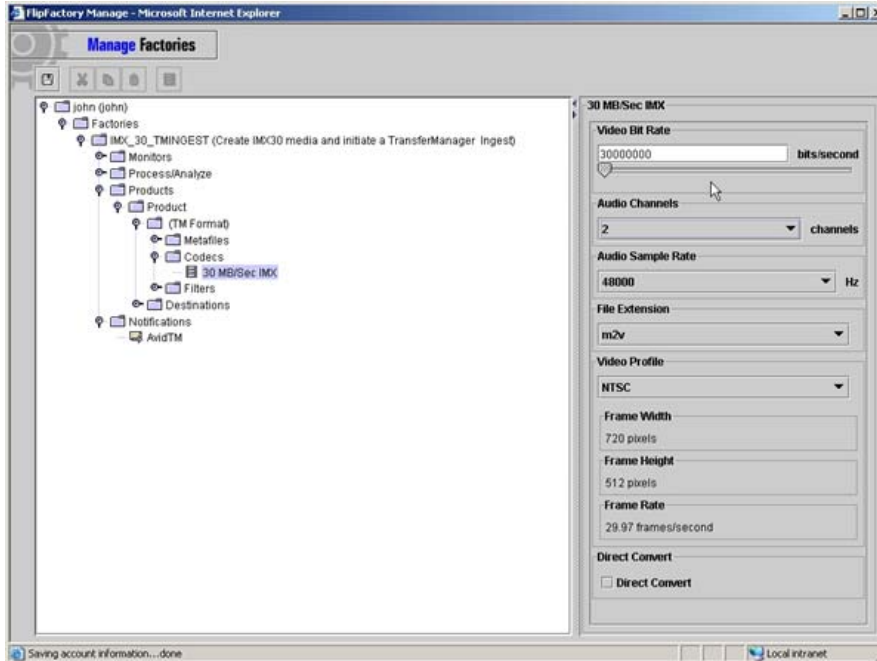 FlipFactory Manage - Microsoft Internet Explorer
Manage Factories
john (john)
Factories
IMX_30_TMINGEST (Create IMX30 media and initiate a TransferManager Ingest)
Monitors
Process/Analyze
Products
Product
(TM Format)
Metafiles
Codecs
30 MB/Sec IMX
Filters
Destinations
Notifications
AvidTM
30 MB/Sec IMX
Video Bit Rate
30000000 bits/second
Audio Channels
2 channels
Audio Sample Rate
48000 Hz
File Extension
m2v
Video Profile
NTSC
Frame Width
720 pixels
Frame Height
512 pixels
Frame Rate
29.97 frames/second
Direct Convert
Direct Convert
Saving account information...done
Local intranet